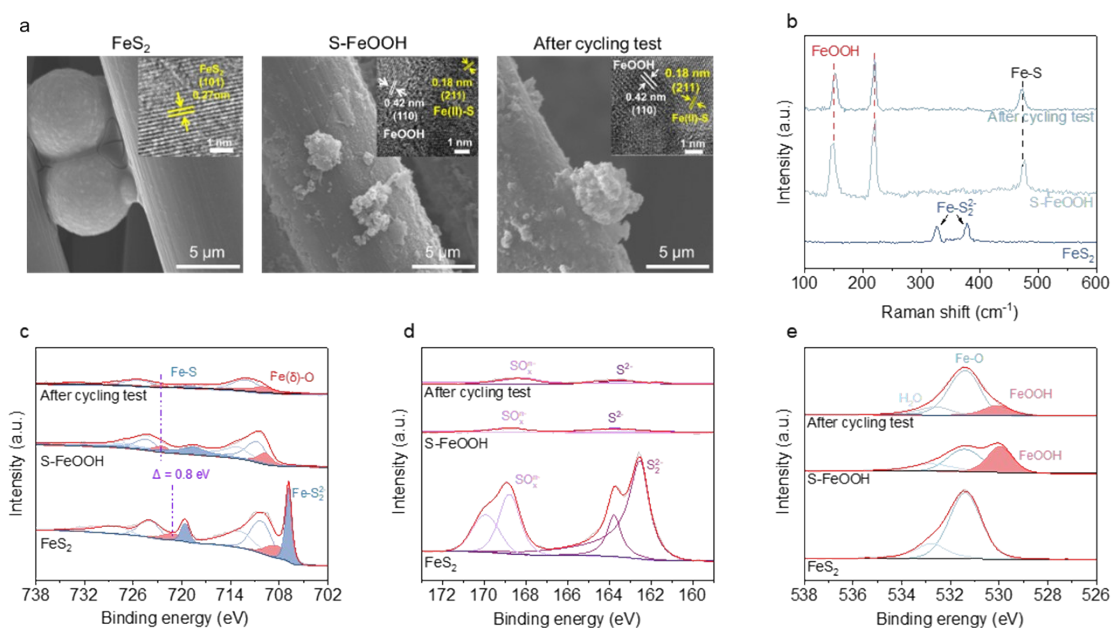 a
FeS2
S-FeOOH
After cycling test
FeS2
(101)
0.27nm
1 nm
5 μm
0.42 nm
(110)
FeOOH
0.18 nm
(211)
Fe(II)-S
1 nm
5 μm
FeOOH
0.42 nm
(110)
0.18 nm
(211)
Fe(II)-S
1 nm
5 μm
b
FeOOH
Fe-S
After cycling test
S-FeOOH
Fe-S2^2-
FeS2
Intensity (a.u.)
100 200 300 400 500 600
Raman shift (cm-1)
c
Fe-S
Fe(δ)-O
After cycling test
S-FeOOH
Δ = 0.8 eV
Fe-S2^2-
FeS2
Intensity (a.u.)
738 732 726 720 714 708 702
Binding energy (eV)
d
S2-
After cycling test
S2-
S-FeOOH
S2^2-
FeS2
Intensity (a.u.)
172 170 168 166 164 162 160
Binding energy (eV)
e
Fe-O
H2O
FeOOH
After cycling test
FeOOH
S-FeOOH
FeS2
Intensity (a.u.)
538 536 534 532 530 528 526
Binding energy (eV)